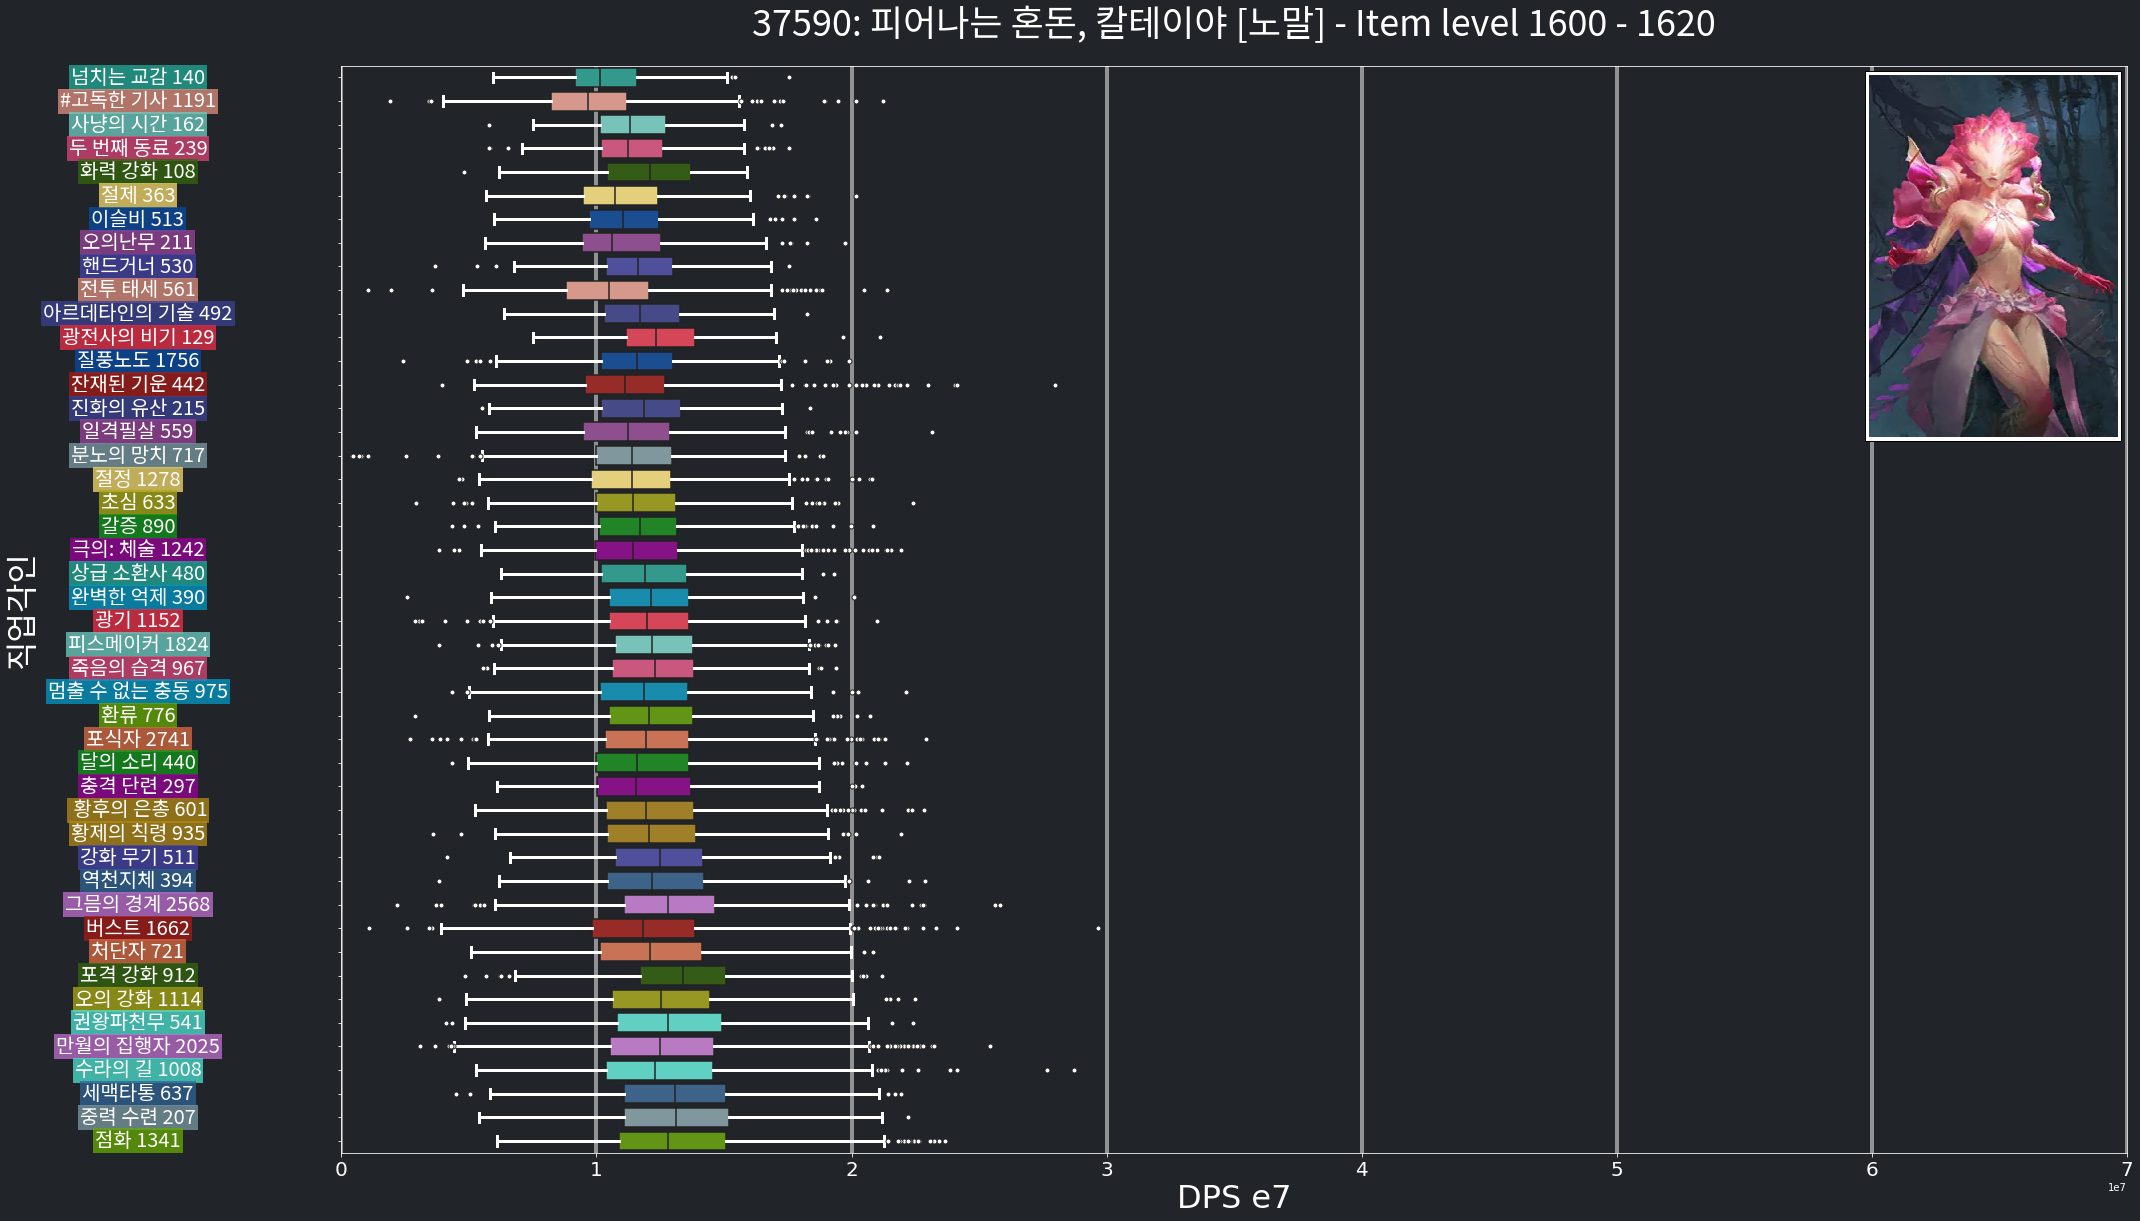 37590: 피어나는 혼돈, 칼테이야 [노말] - Item level 1600 - 1620
넘치는 교감 140
#고독한 기사 1191
사냥의 시간 162
두 번째 동료 239
화력 강화 108
절제 363
이슬비 513
오의난무 211
핸드거너 530
전투 태세 561
아르데타인의 기술 492
광전사의 비기 129
질풍노도 1756
잔재된 기운 442
진화의 유산 215
일격필살 559
분노의 망치 717
절정 1278
초심 633
갈증 890
극의: 체술 1242
상급 소환사 480
완벽한 억제 390
광기 1152
피스메이커 1824
죽음의 습격 967
멈출 수 없는 충동 975
환류 776
포식자 2741
달의 소리 440
충격 단련 297
황후의 은총 601
황제의 칙령 935
강화 무기 511
역천지체 394
그믐의 경계 2568
버스트 1662
처단자 721
포격 강화 912
오의 강화 1114
권왕파천무 541
만월의 집행자 2025
수라의 길 1008
세맥타통 637
중력 수련 207
점화 1341
직업각인
0 1 2 3 4 5 6 7
1e7
DPS e7